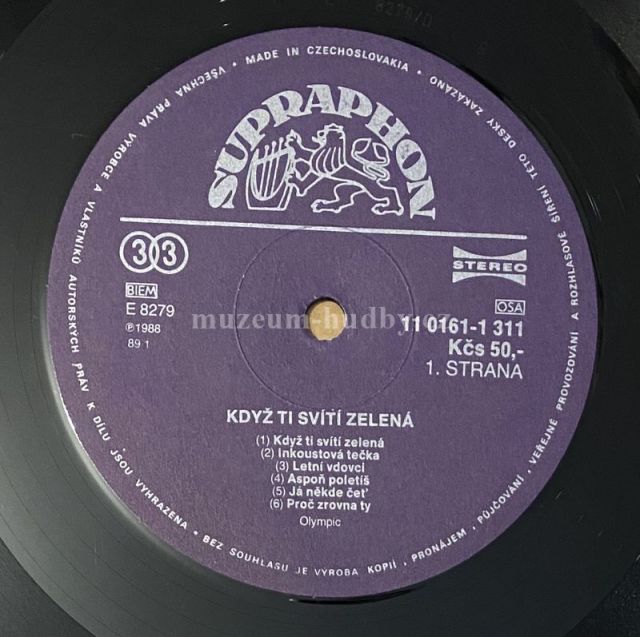 8279/D
VŠECHNA PRÁVA VÝROBCE A VLASTNÍKŮ AUTORSKÝCH PRÁV K DÍLU JSOU VYHRAZENA • BEZ SOUHLASU JE VÝROBA KOPIÍ, PRONÁJEM, PŮJČOVÁNÍ, VEŘEJNÉ PROVOZOVÁNÍ A ROZHLASOVÉ ŠÍŘENÍ TÉTO DESKY ZAKÁZÁNO • MADE IN CZECHOSLOVAKIA •
SUPRAPHON
33
STEREO
BIEM
OSA
E 8279
11 0161-1 311
℗1988
Kčs 50,-
89 1
1. STRANA
muzeum-hudby.cz
KDYŽ TI SVÍTÍ ZELENÁ
(1) Když ti svítí zelená
(2) Inkoustová tečka
(3) Letní vdovci
(4) Aspoň poletíš
(5) Já někde čet'
(6) Proč zrovna ty
Olympic